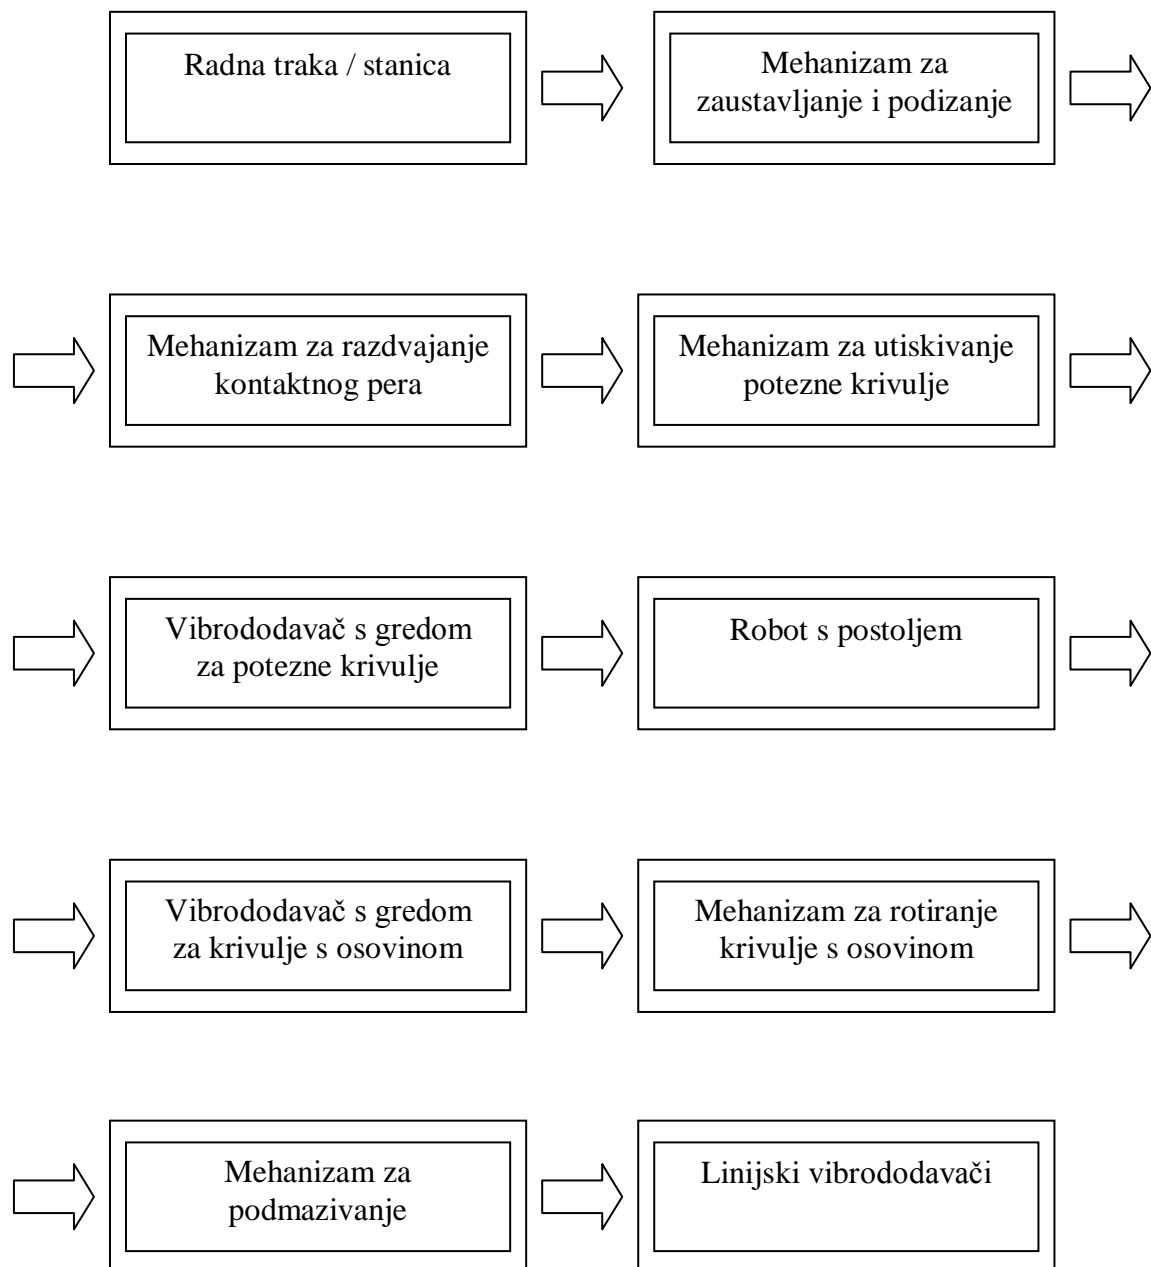 Radna traka / stanica
Mehanizam za
zaustavljanje i podizanje
Mehanizam za razdvajanje
kontaktnog pera
Mehanizam za utiskivanje
potezne krivulje
Vibrododavač s gredom
za potezne krivulje
Robot s postoljem
Vibrododavač s gredom
za krivulje s osovinom
Mehanizam za rotiranje
krivulje s osovinom
Mehanizam za
podmazivanje
Linijski vibrododavači